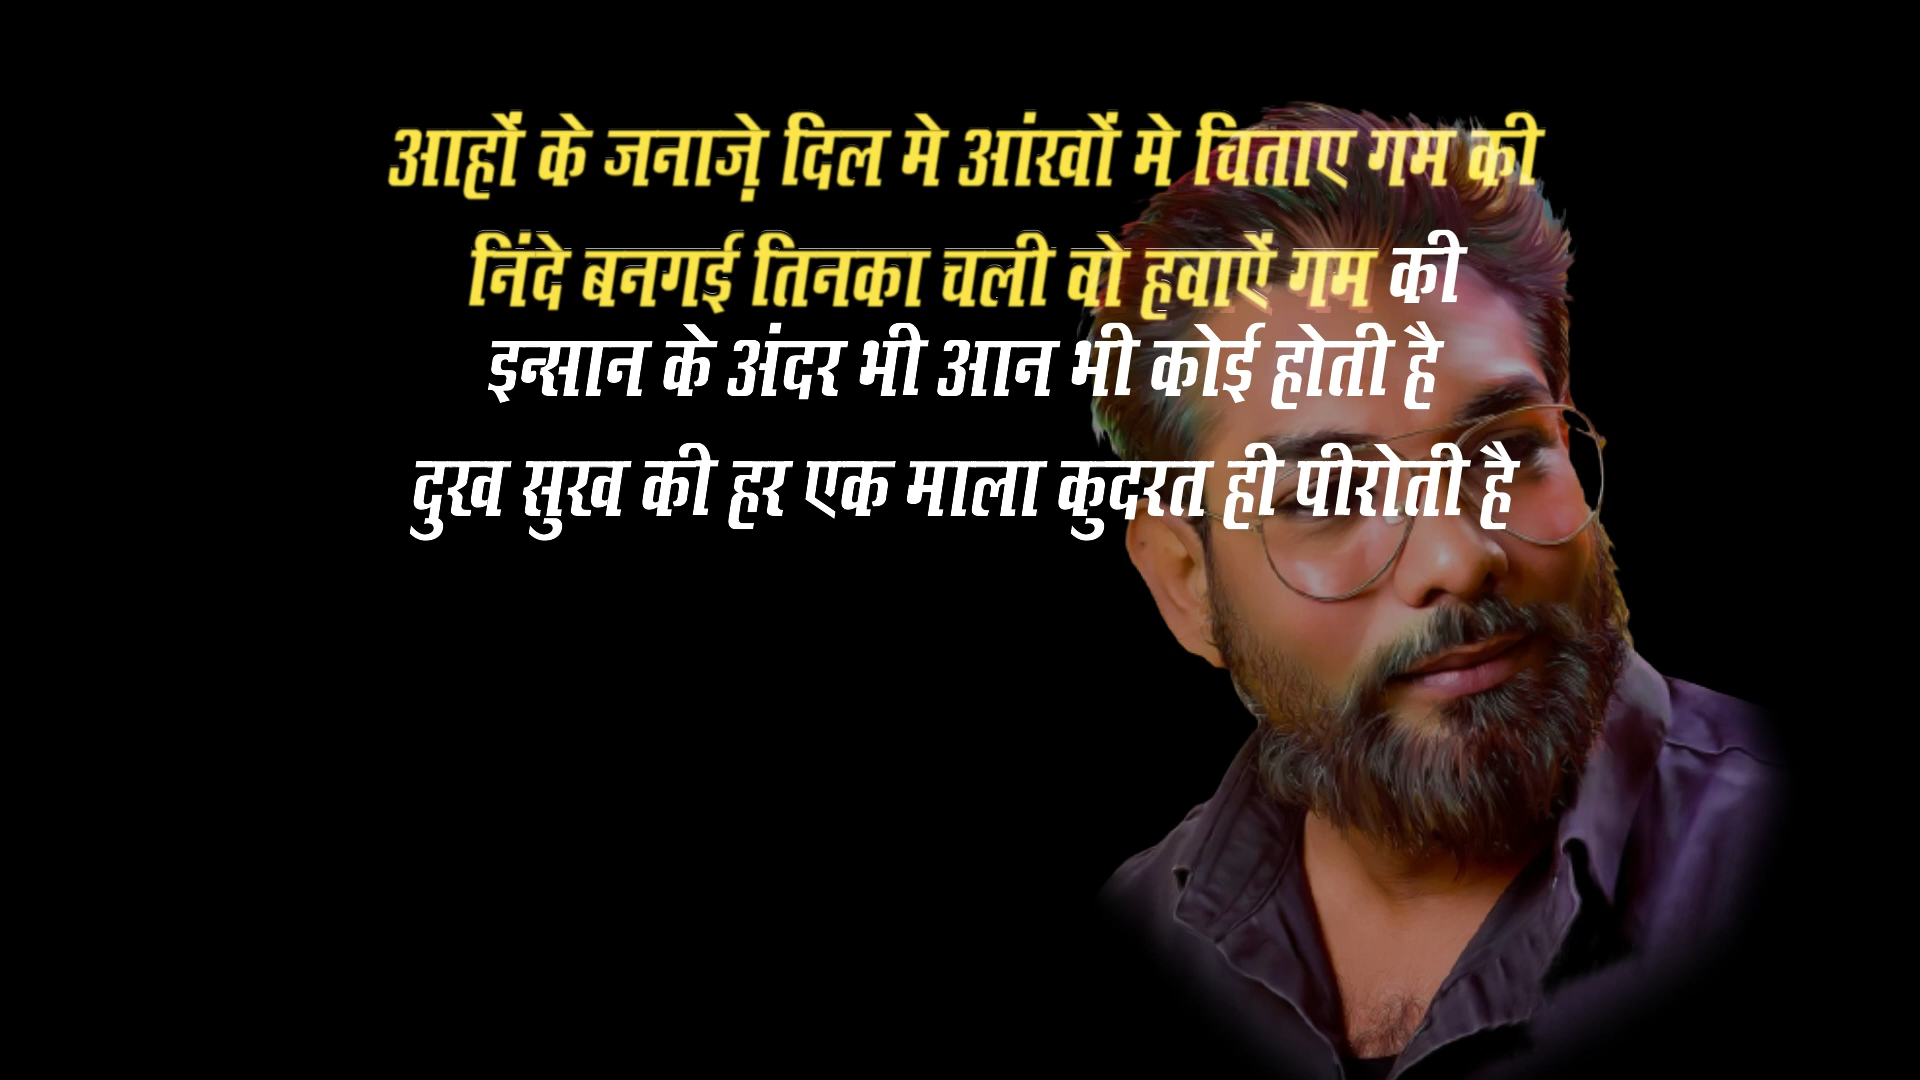 आहों के जनाज़े दिल मे आंखों मे चिताए गम की
निंदे बनगई तिनका चली वो हवाऐं गम की
इन्सान के अंदर भी आन भी कोई होती है
दुख सुख की हर एक माला कुदरत ही पीरोती है